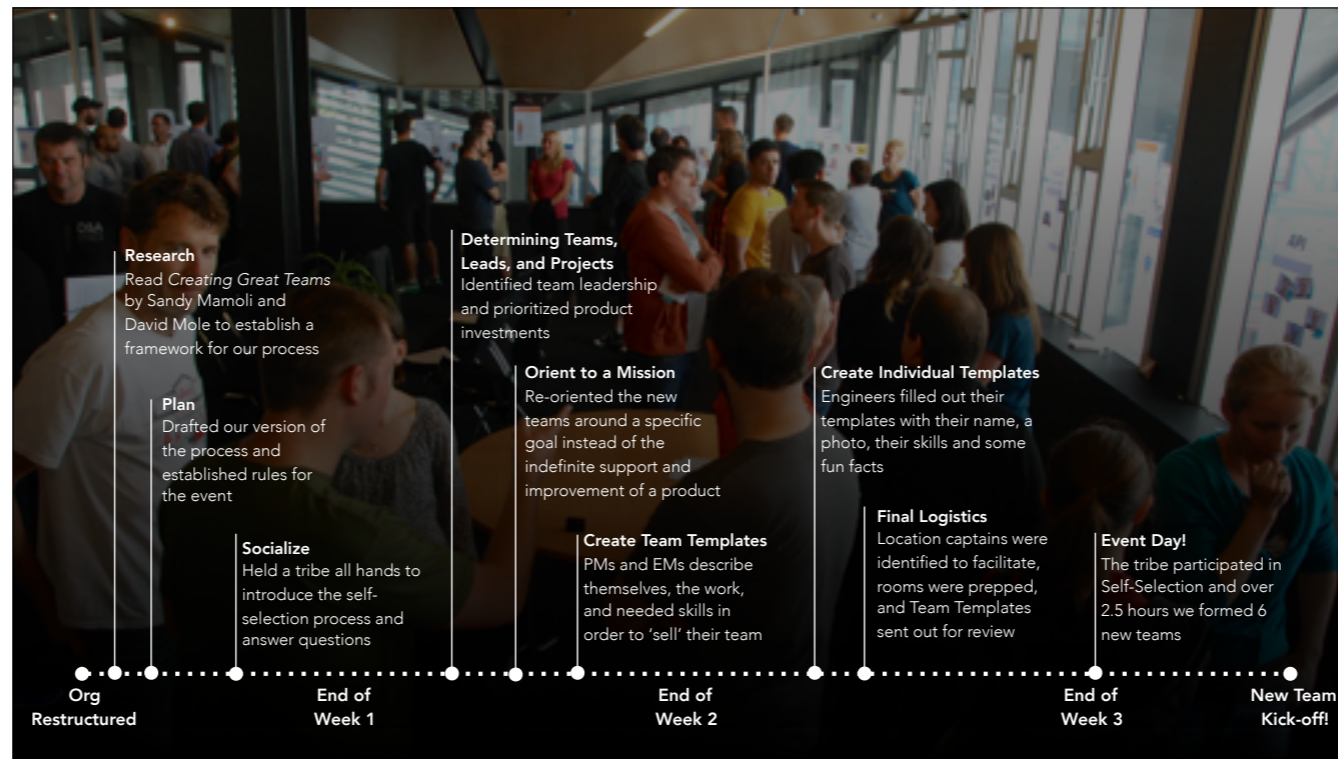 Research
Read Creating Great Teams
by Sandy Mamoli and
David Mole to establish a
framework for our process
Plan
Drafted our version of
the process and
established rules for
the event
Socialize
Held a tribe all hands to
introduce the self-
selection process and
answer questions
Determining Teams,
Leads, and Projects
Identified team leadership
and prioritized product
investments
Orient to a Mission
Re-oriented the new
teams around a specific
goal instead of the
indefinite support and
improvement of a product
Create Team Templates
PMs and EMs describe
themselves, the work,
and needed skills in
order to ‘sell’ their team
Create Individual Templates
Engineers filled out their
templates with their name, a
photo, their skills and some
fun facts
Final Logistics
Location captains were
identified to facilitate,
rooms were prepped,
and Team Templates
sent out for review
Event Day!
The tribe participated in
Self-Selection and over
2.5 hours we formed 6
new teams
Org
Restructured
End of
Week 1
End of
Week 2
End of
Week 3
New Team
Kick-off!
API